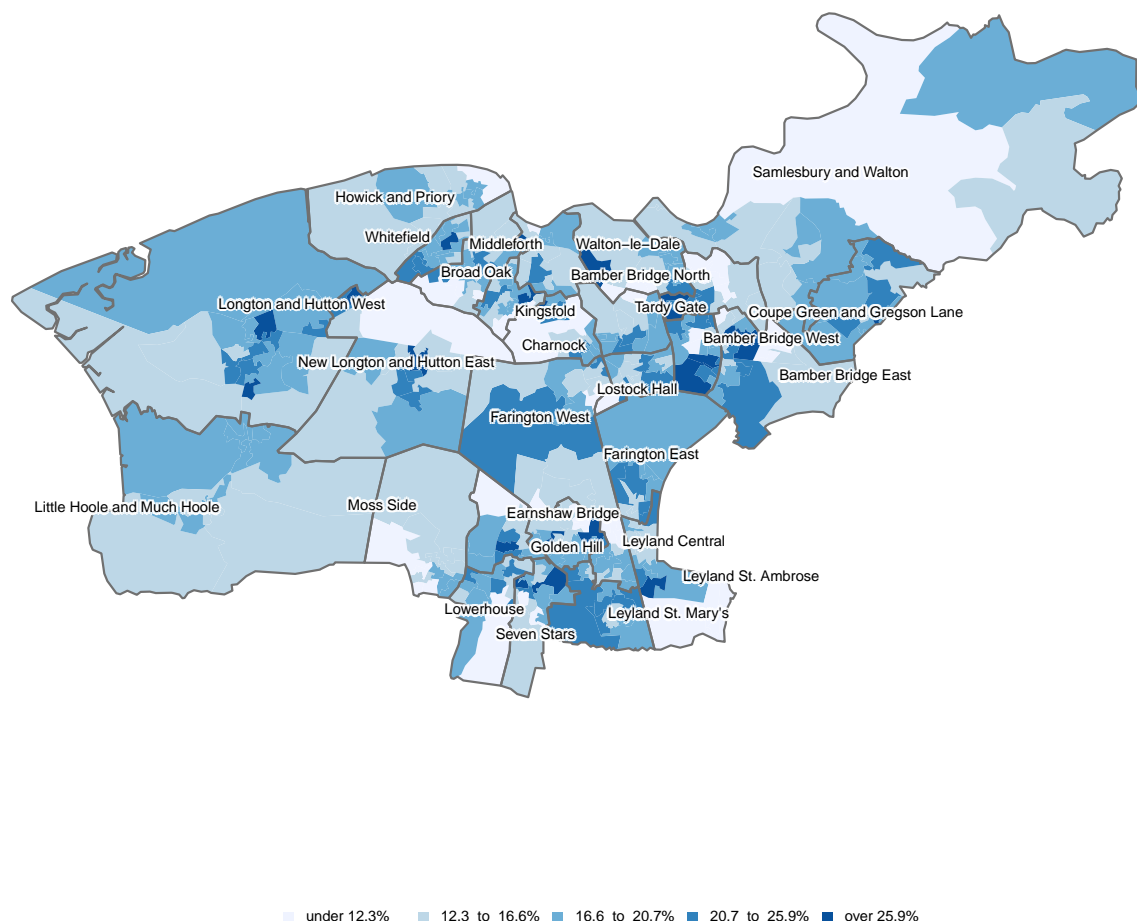 Samlesbury and Walton
Howick and Priory
Whitefield
Middleforth
Walton−le−Dale
Broad Oak
Bamber Bridge North
Longton and Hutton West
Kingsfold
Tardy Gate
Coupe Green and Gregson Lane
Charnock
Bamber Bridge West
New Longton and Hutton East
Bamber Bridge East
Lostock Hall
Farington West
Farington East
Little Hoole and Much Hoole
Moss Side
Earnshaw Bridge
Golden Hill
Leyland Central
Leyland St. Ambrose
Lowerhouse
Leyland St. Mary's
Seven Stars
under 12.3% 12.3 to 16.6% 16.6 to 20.7% 20.7 to 25.9% over 25.9%